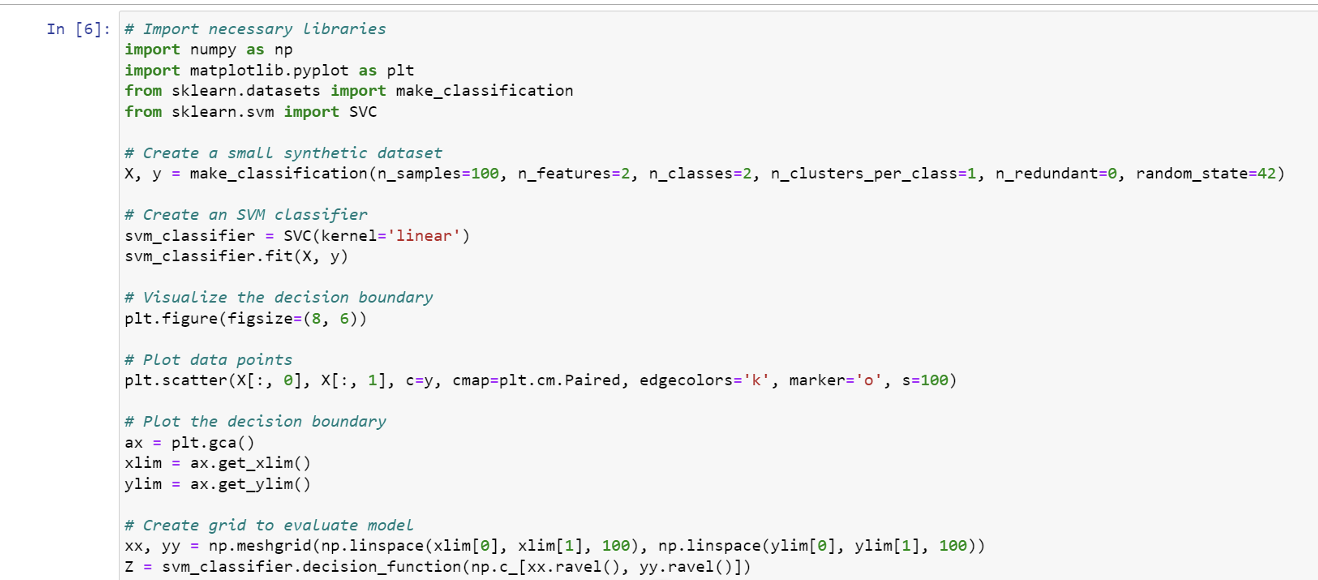 In [6]: # Import necessary libraries
import numpy as np
import matplotlib.pyplot as plt
from sklearn.datasets import make_classification
from sklearn.svm import SVC
# Create a small synthetic dataset
X, y = make_classification(n_samples=100, n_features=2, n_classes=2, n_clusters_per_class=1, n_redundant=0, random_state=42)
# Create an SVM classifier
svm_classifier = SVC(kernel='linear')
svm_classifier.fit(X, y)
# Visualize the decision boundary
plt.figure(figsize=(8, 6))
# Plot data points
plt.scatter(X[:, 0], X[:, 1], c=y, cmap=plt.cm.Paired, edgecolors='k', marker='o', s=100)
# Plot the decision boundary
ax = plt.gca()
xlim = ax.get_xlim()
ylim = ax.get_ylim()
# Create grid to evaluate model
xx, yy = np.meshgrid(np.linspace(xlim[0], xlim[1], 100), np.linspace(ylim[0], ylim[1], 100))
Z = svm_classifier.decision_function(np.c_[xx.ravel(), yy.ravel()])